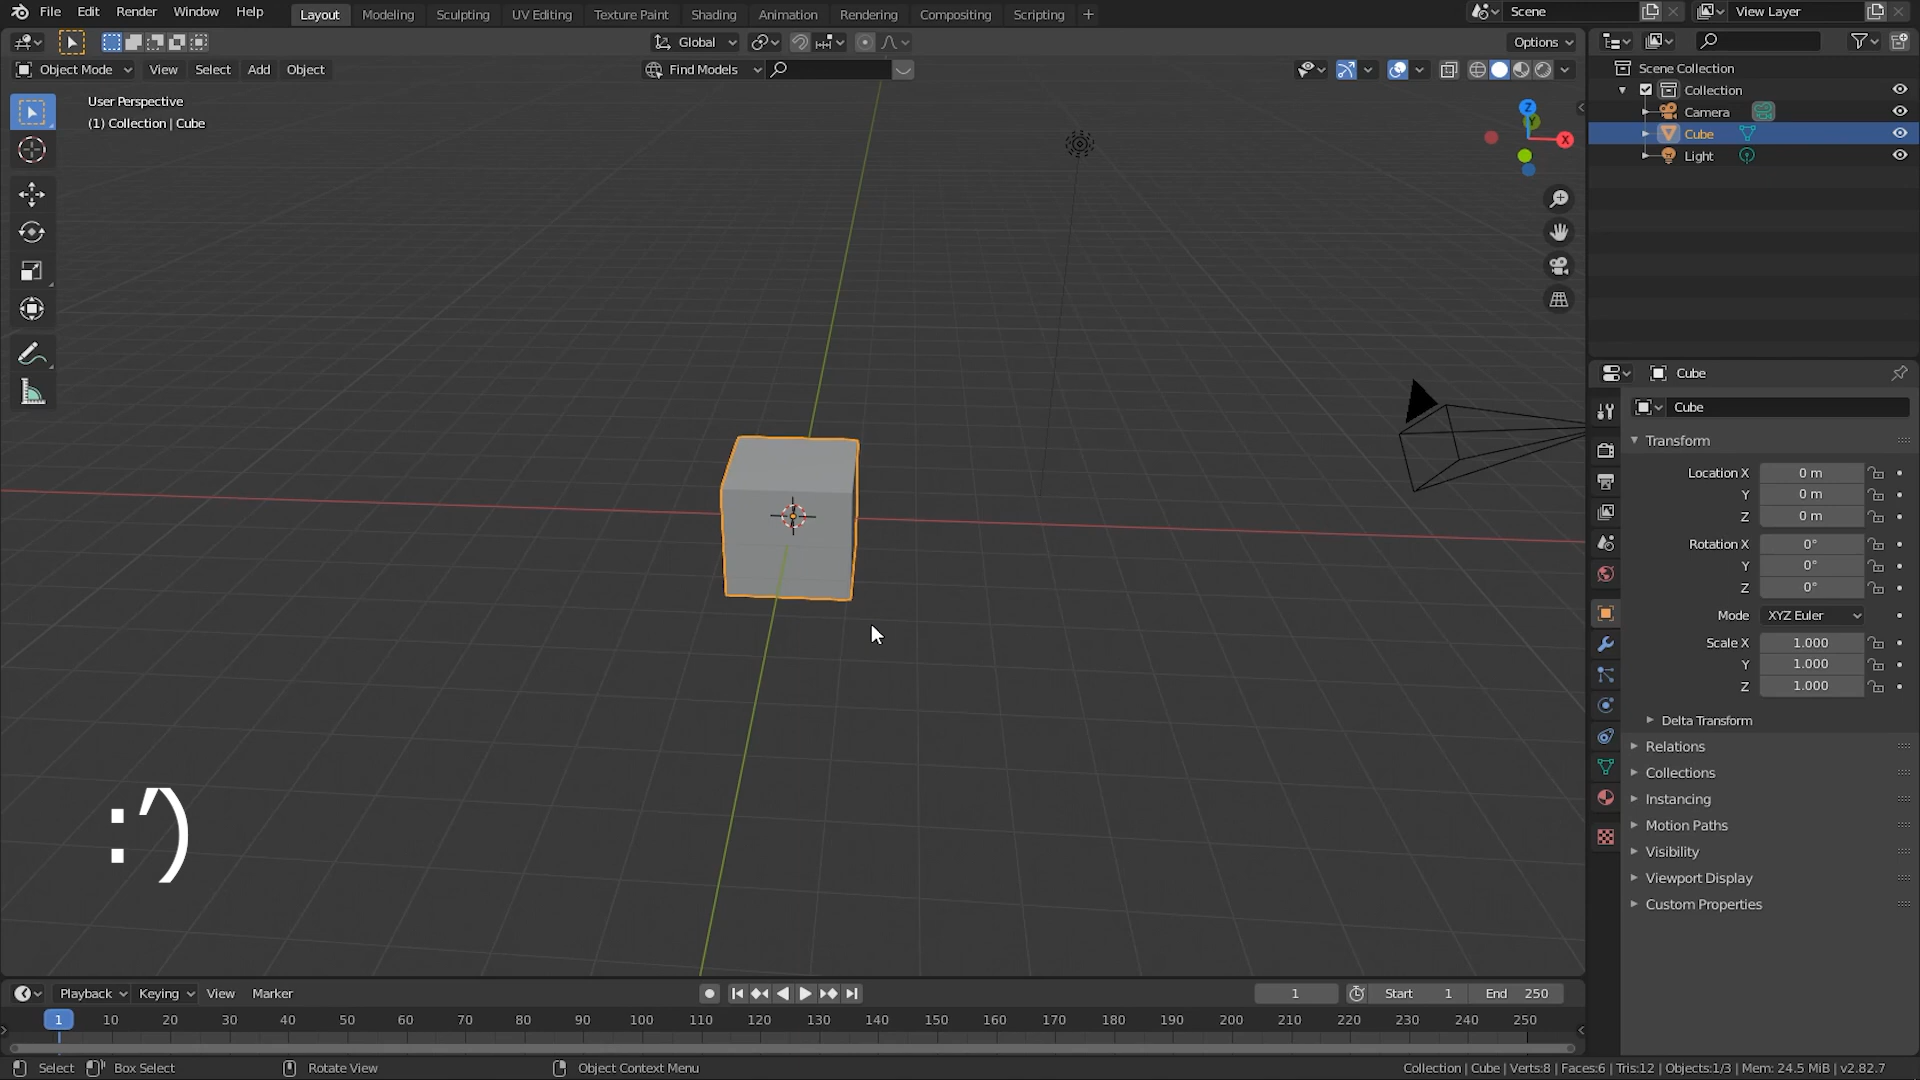 File Edit Render Window Help Layout Modeling Sculpting UV Editing Texture Paint Shading Animation Rendering Compositing Scripting + Scene View Layer
Global Options
Object Mode View Select Add Object Find Models
User Perspective
(1) Collection | Cube
Z
Y
X
Scene Collection
Collection
Camera
Cube
Light
Cube
Cube
Transform
Location X 0 m
Y 0 m
Z 0 m
Rotation X 0°
Y 0°
Z 0°
Mode XYZ Euler
Scale X 1.000
Y 1.000
Z 1.000
Delta Transform
Relations
Collections
Instancing
Motion Paths
Visibility
Viewport Display
Custom Properties
:')
Playback Keying View Marker 1 Start 1 End 250
1 10 20 30 40 50 60 70 80 90 100 110 120 130 140 150 160 170 180 190 200 210 220 230 240 250
Select Box Select Rotate View Object Context Menu Collection | Cube | Verts:8 | Faces:6 | Tris:12 | Objects:1/3 | Mem: 24.5 MiB | v2.82.7